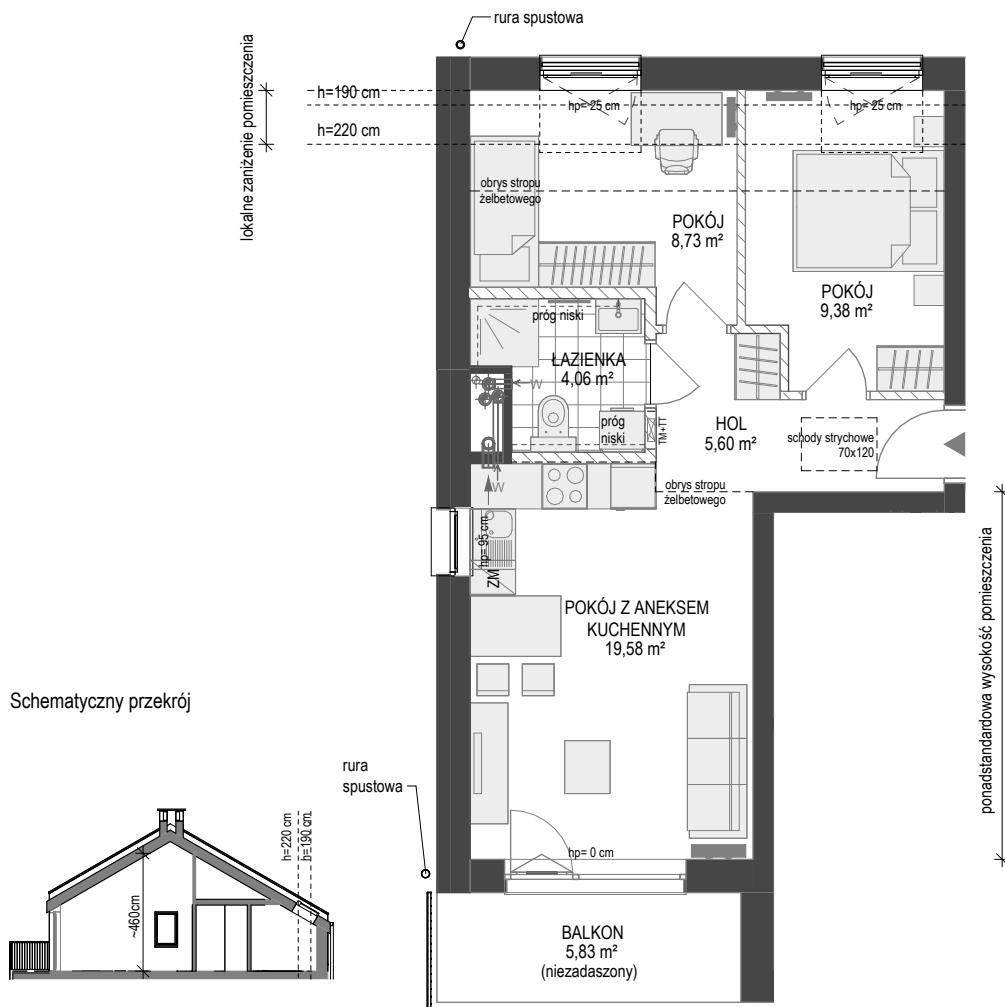 rura spustowa
lokalne zaniżenie pomieszczenia
h=190 cm
h=220 cm
hp= 25 cm
hp= 25 cm
obrys stropu
żelbetowego
POKÓJ
8,73 m²
POKÓJ
9,38 m²
próg niski
ŁAZIENKA
4,06 m²
W
próg
niski
TM+TT
HOL
5,60 m²
schody strychowe
70x120
W
obrys stropu
żelbetowego
hp= 95 cm
ZM
POKÓJ Z ANEKSEM
KUCHENNYM
19,58 m²
ponadstandardowa wysokość pomieszczenia
Schematyczny przekrój
rura
spustowa
h=220 cm
h=190 cm
~460cm
hp= 0 cm
BALKON
5,83 m²
(niezadaszony)